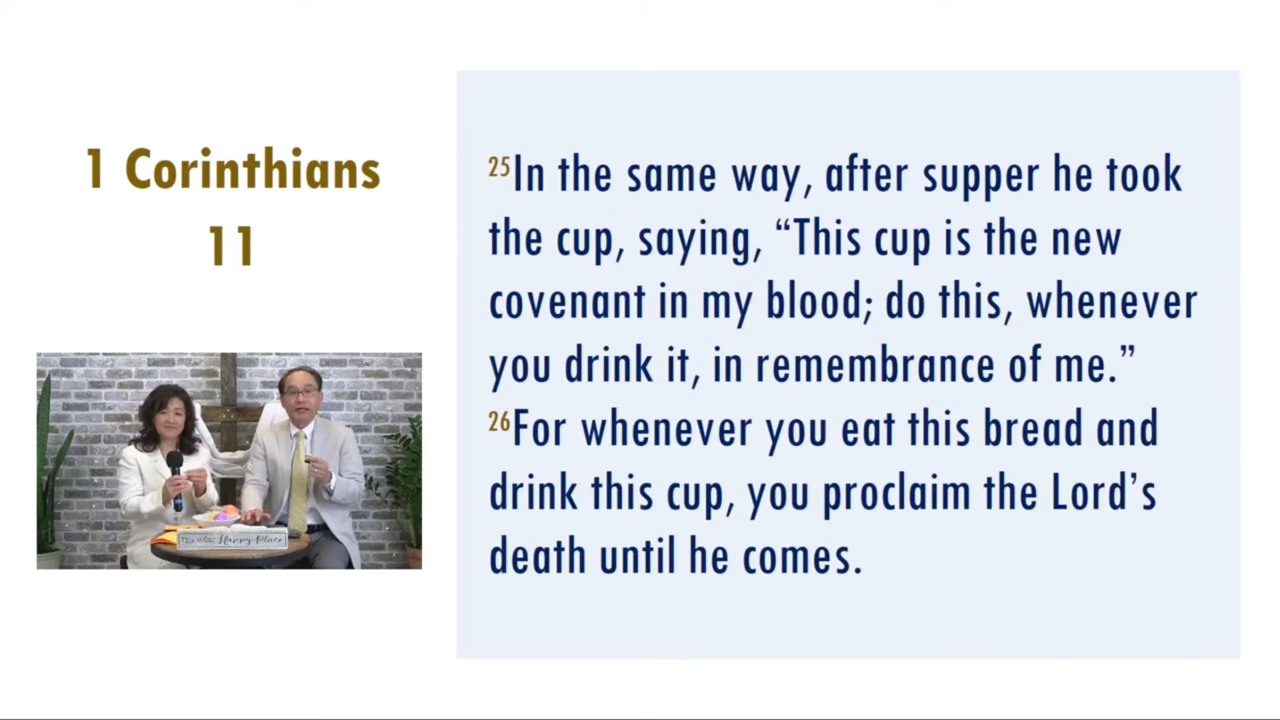 1 Corinthians
11
25In the same way, after supper he took
the cup, saying, “This cup is the new
covenant in my blood; do this, whenever
you drink it, in remembrance of me.”
26For whenever you eat this bread and
drink this cup, you proclaim the Lord’s
death until he comes.
Happy Place